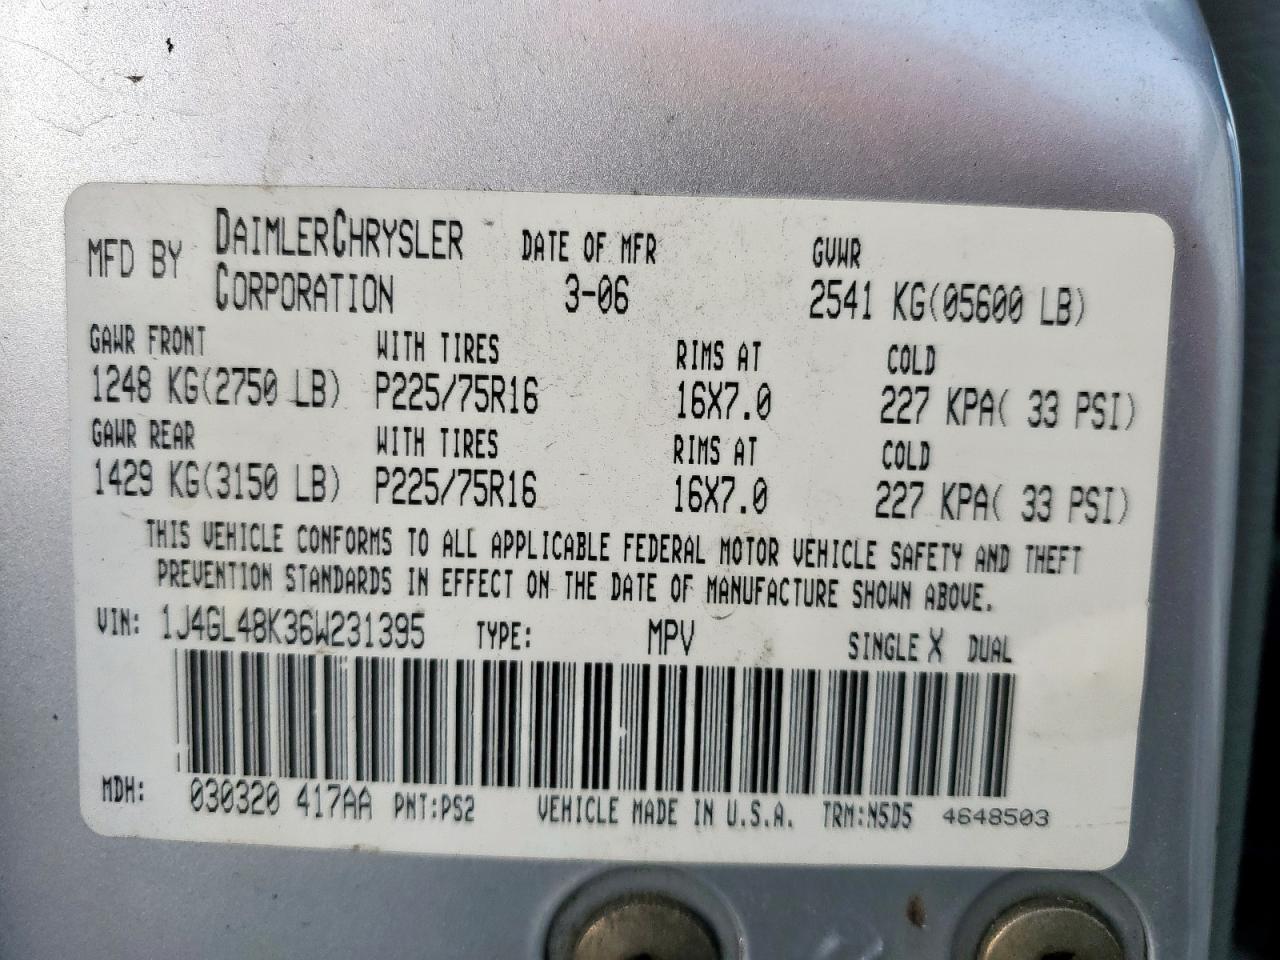 MFD BY DAIMLERCHRYSLER CORPORATION DATE OF MFR 3-06 GVWR 2541 KG(05600 LB)
GAWR FRONT WITH TIRES RIMS AT COLD
1248 KG(2750 LB) P225/75R16 16X7.0 227 KPA( 33 PSI)
GAWR REAR WITH TIRES RIMS AT COLD
1429 KG(3150 LB) P225/75R16 16X7.0 227 KPA( 33 PSI)
THIS VEHICLE CONFORMS TO ALL APPLICABLE FEDERAL MOTOR VEHICLE SAFETY AND THEFT
PREVENTION STANDARDS IN EFFECT ON THE DATE OF MANUFACTURE SHOWN ABOVE.
VIN: 1J4GL48K36W231395 TYPE: MPV SINGLE X DUAL
MDH: 030320 417AA PNT:PS2 VEHICLE MADE IN U.S.A. TRM:N5D5 4648503